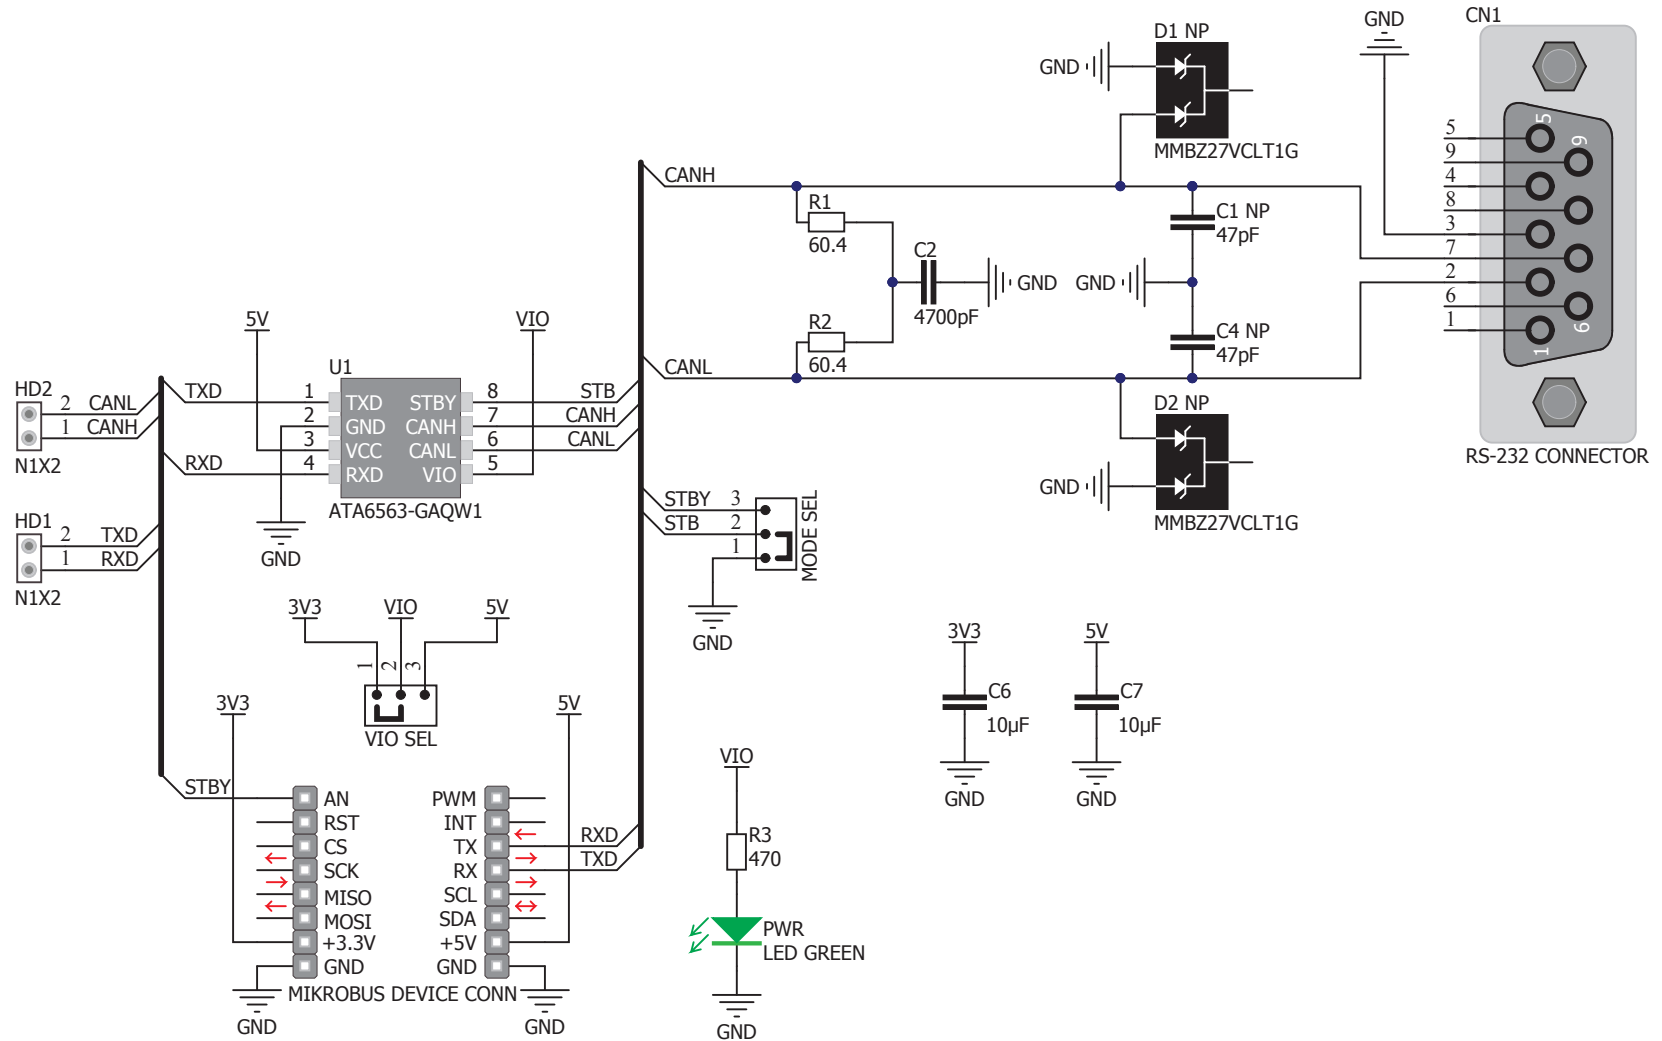 CN1
GND
D1 NP
GND
MMBZ27VCLT1G
5
9
4
8
3
7
2
6
1
5
9
6
1
RS-232 CONNECTOR
CANH
R1
60.4
C2
4700pF
GND
R2
60.4
CANL
C1 NP
47pF
GND
C4 NP
47pF
D2 NP
GND
MMBZ27VCLT1G
5V
VIO
U1
HD2
2 CANL
1 CANH
N1X2
HD1
2 TXD
1 RXD
N1X2
TXD 1 TXD STBY 8 STB
2 GND CANH 7 CANH
3 VCC CANL 6 CANL
RXD 4 RXD VIO 5
ATA6563-GAQW1
GND
STBY 3
STB 2
1
MODE SEL
GND
3V3 VIO 5V
1 2 3
VIO SEL
3V3
5V
STBY
AN PWM
RST INT
CS TX RXD
SCK RX TXD
MISO SCL
MOSI SDA
+3.3V +5V
GND GND
MIKROBUS DEVICE CONN
GND
GND
VIO
R3
470
PWR
LED GREEN
GND
3V3
C6
10µF
GND
5V
C7
10µF
GND